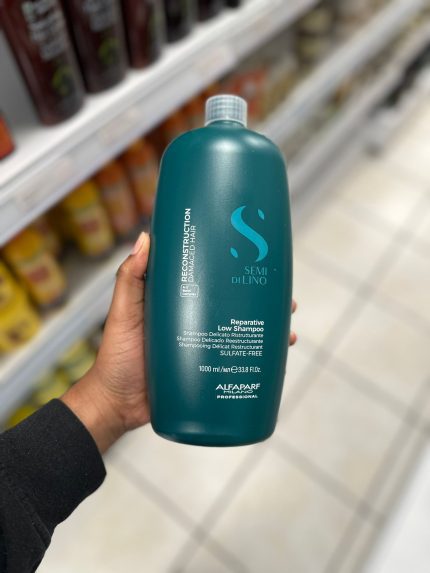 RECONSTRUCTION
DAMAGED HAIR
S
SEMI
DI LINO
Reparative
Low Shampoo
Shampoo Delicato Ristrutturante
Shampoo Delicado Reestructurante
Shampooing Délicat Restructurant
SULFATE-FREE
1000 ml/мл℮33.8 Fl.Oz.
ALFAPARF
MILANO
PROFESSIONAL